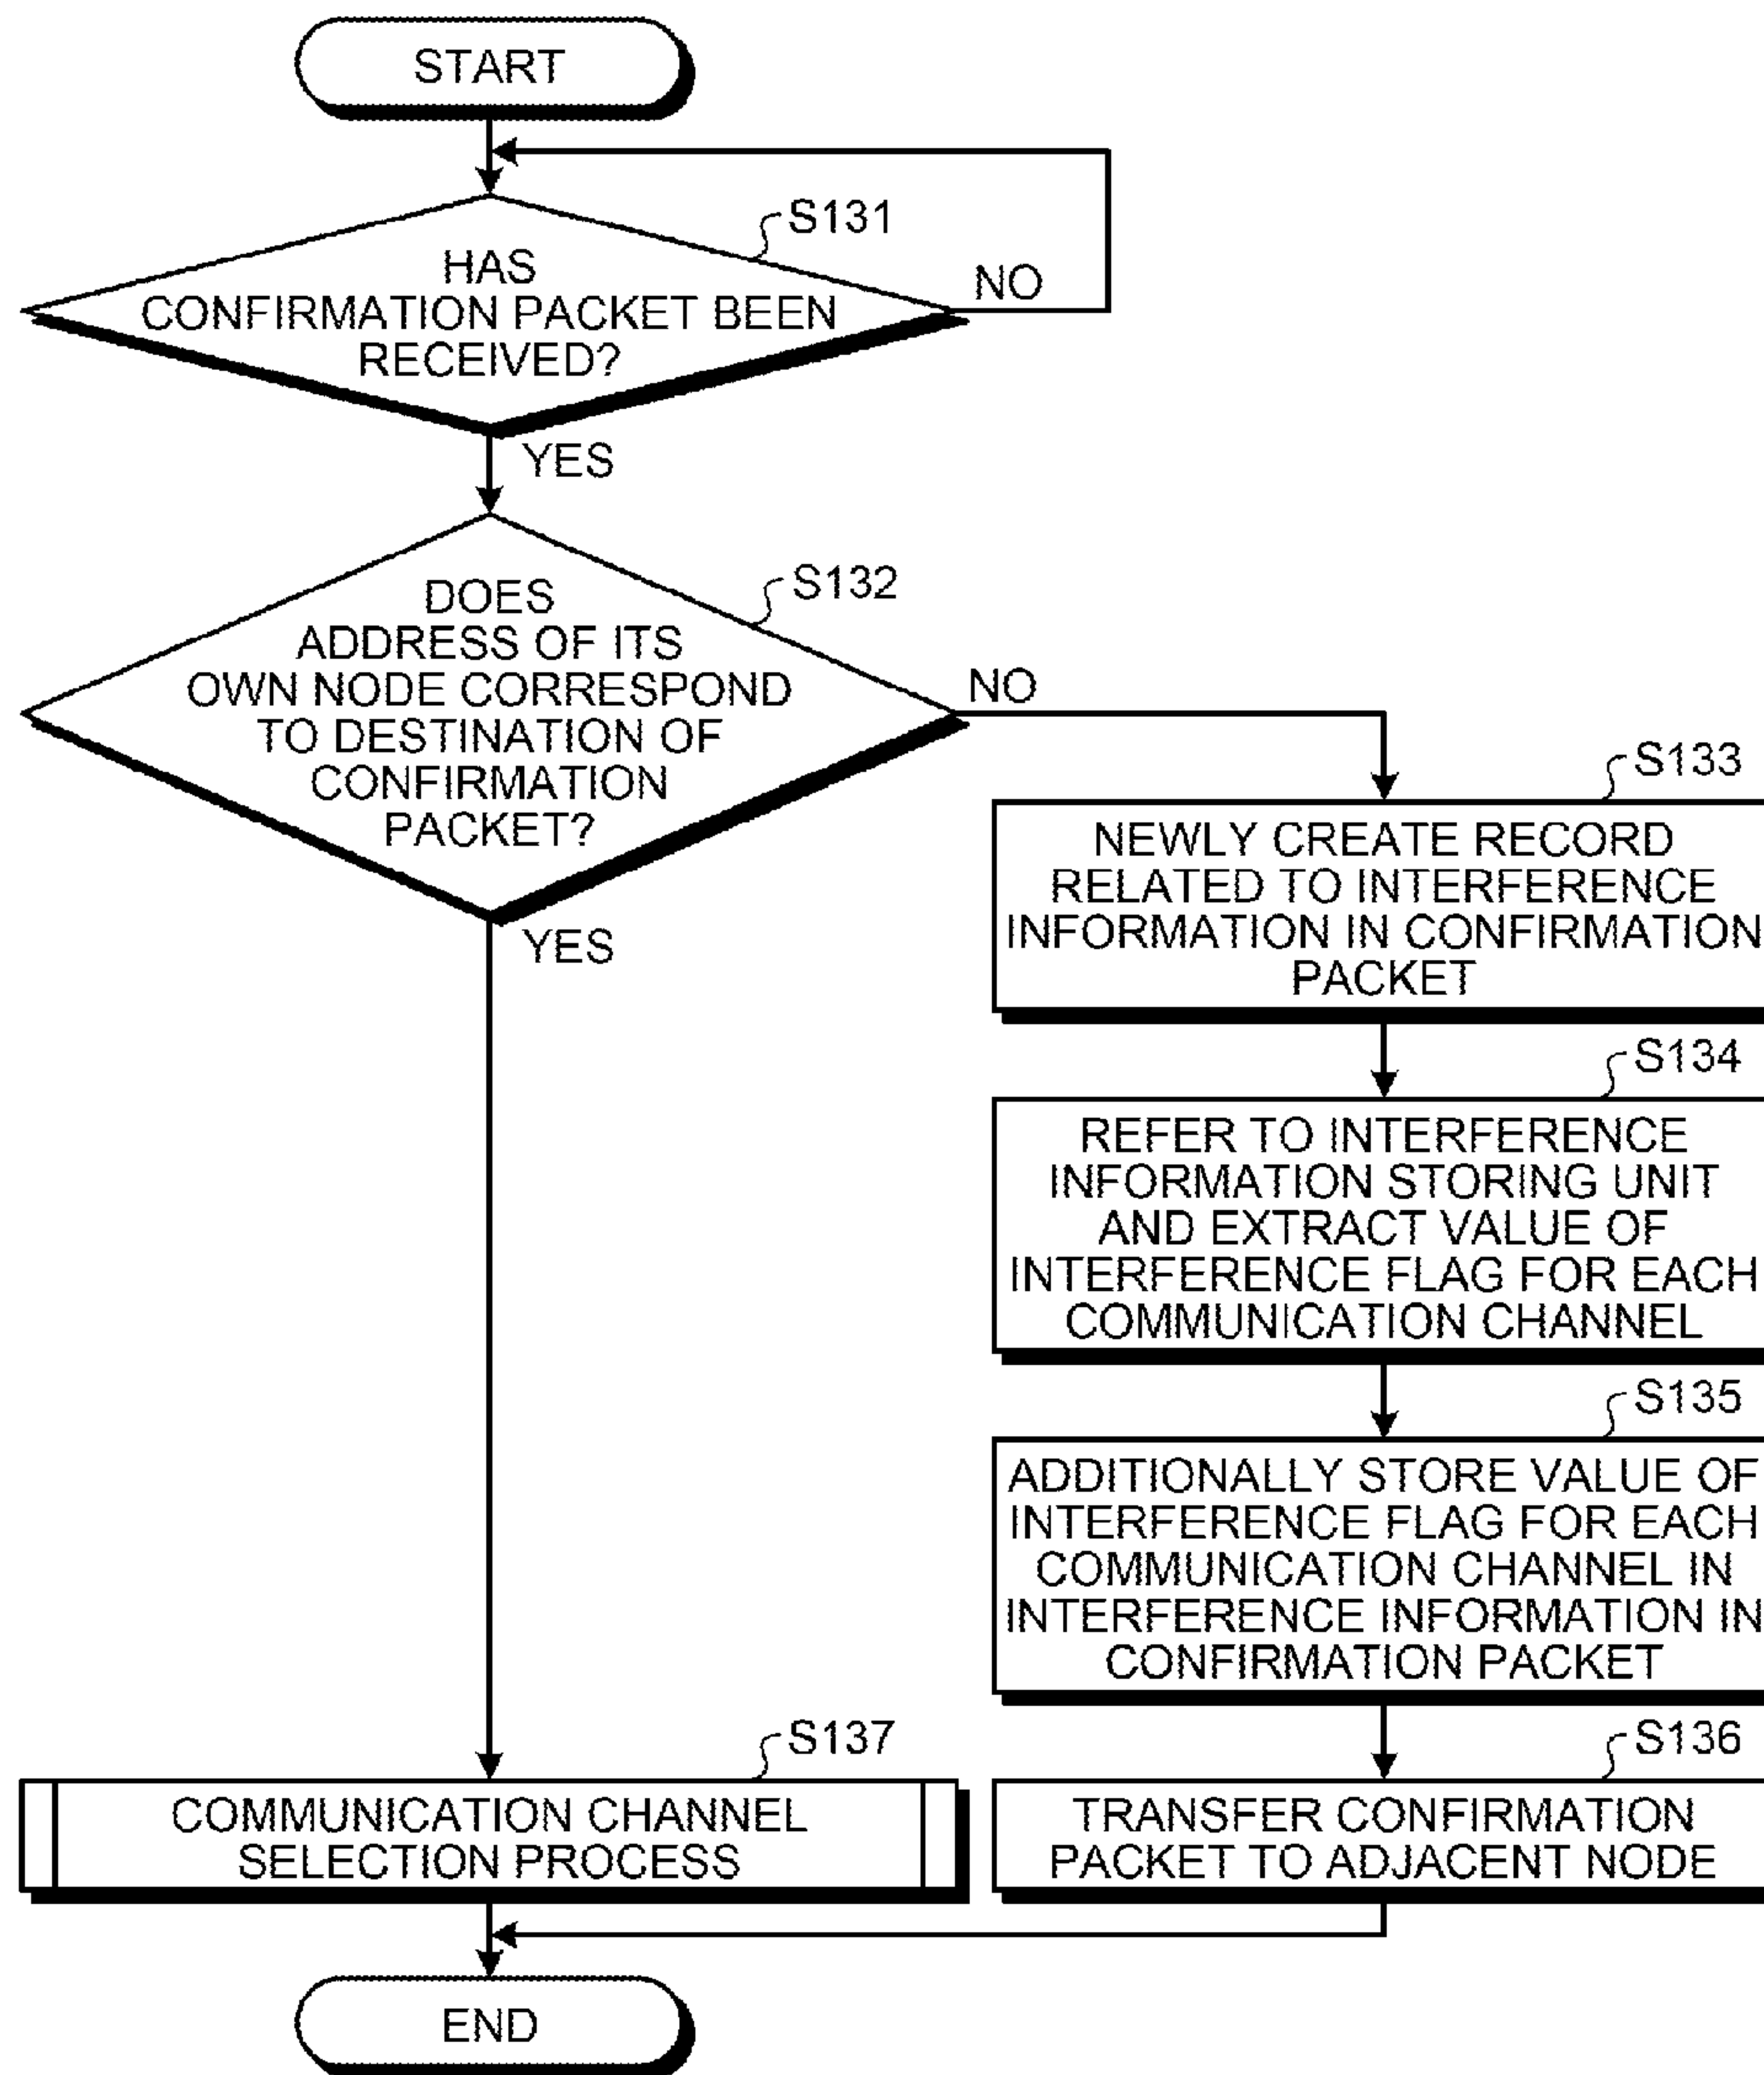 START
S131
HAS
CONFIRMATION PACKET BEEN
RECEIVED?
NO
YES
S132
DOES
ADDRESS OF ITS
OWN NODE CORRESPOND
TO DESTINATION OF
CONFIRMATION
PACKET?
NO
YES
S133
NEWLY CREATE RECORD
RELATED TO INTERFERENCE
INFORMATION IN CONFIRMATION
PACKET
S134
REFER TO INTERFERENCE
INFORMATION STORING UNIT
AND EXTRACT VALUE OF
INTERFERENCE FLAG FOR EACH
COMMUNICATION CHANNEL
S135
ADDITIONALLY STORE VALUE OF
INTERFERENCE FLAG FOR EACH
COMMUNICATION CHANNEL IN
INTERFERENCE INFORMATION IN
CONFIRMATION PACKET
S136
TRANSFER CONFIRMATION
PACKET TO ADJACENT NODE
S137
COMMUNICATION CHANNEL
SELECTION PROCESS
END